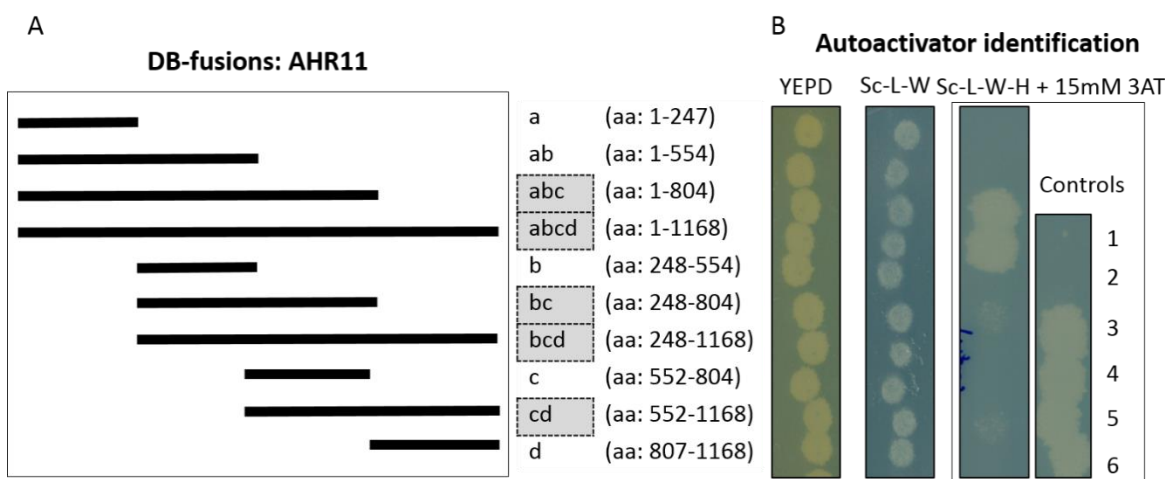 A
DB-fusions: AHR11
a (aa: 1-247)
ab (aa: 1-554)
abc (aa: 1-804)
abcd (aa: 1-1168)
b (aa: 248-554)
bc (aa: 248-804)
bcd (aa: 248-1168)
c (aa: 552-804)
cd (aa: 552-1168)
d (aa: 807-1168)
B
Autoactivator identification
YEPD Sc-L-W Sc-L-W-H + 15mM 3AT
Controls
1
2
3
4
5
6